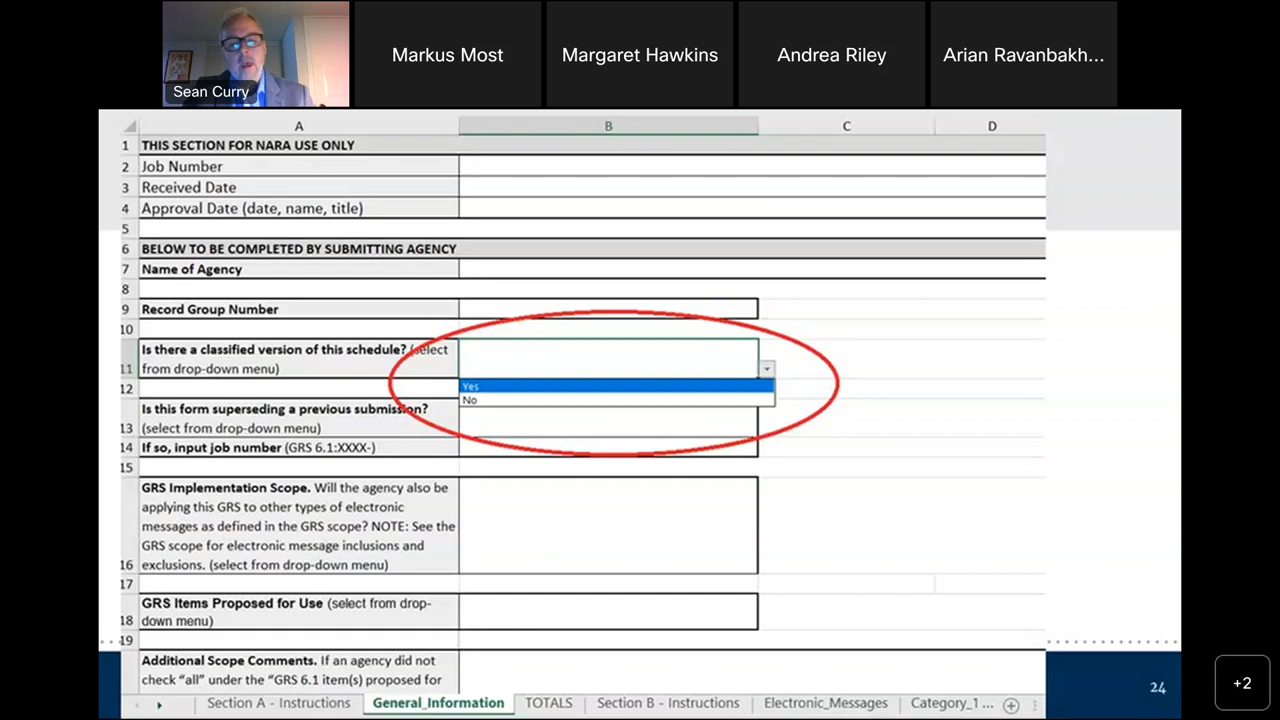 Sean Curry
Markus Most
Margaret Hawkins
Andrea Riley
Arian Ravanbakh...
A B C D
1 THIS SECTION FOR NARA USE ONLY
2 Job Number
3 Received Date
4 Approval Date (date, name, title)
5
6 BELOW TO BE COMPLETED BY SUBMITTING AGENCY
7 Name of Agency
8
9 Record Group Number
10
Is there a classified version of this schedule? (select
11 from drop-down menu)
Yes
No
12
Is this form superseding a previous submission?
13 (select from drop-down menu)
14 If so, input job number (GRS 6.1:XXXX-)
15
GRS Implementation Scope. Will the agency also be
applying this GRS to other types of electronic
messages as defined in the GRS scope? NOTE: See the
GRS scope for electronic message inclusions and
16 exclusions. (select from drop-down menu)
17
GRS Items Proposed for Use (select from drop-
18 down menu)
19
Additional Scope Comments. If an agency did not
check "all" under the "GRS 6.1 item(s) proposed for
Section A - Instructions General_Information TOTALS Section B - Instructions Electronic_Messages Category_1 ...
24
+2